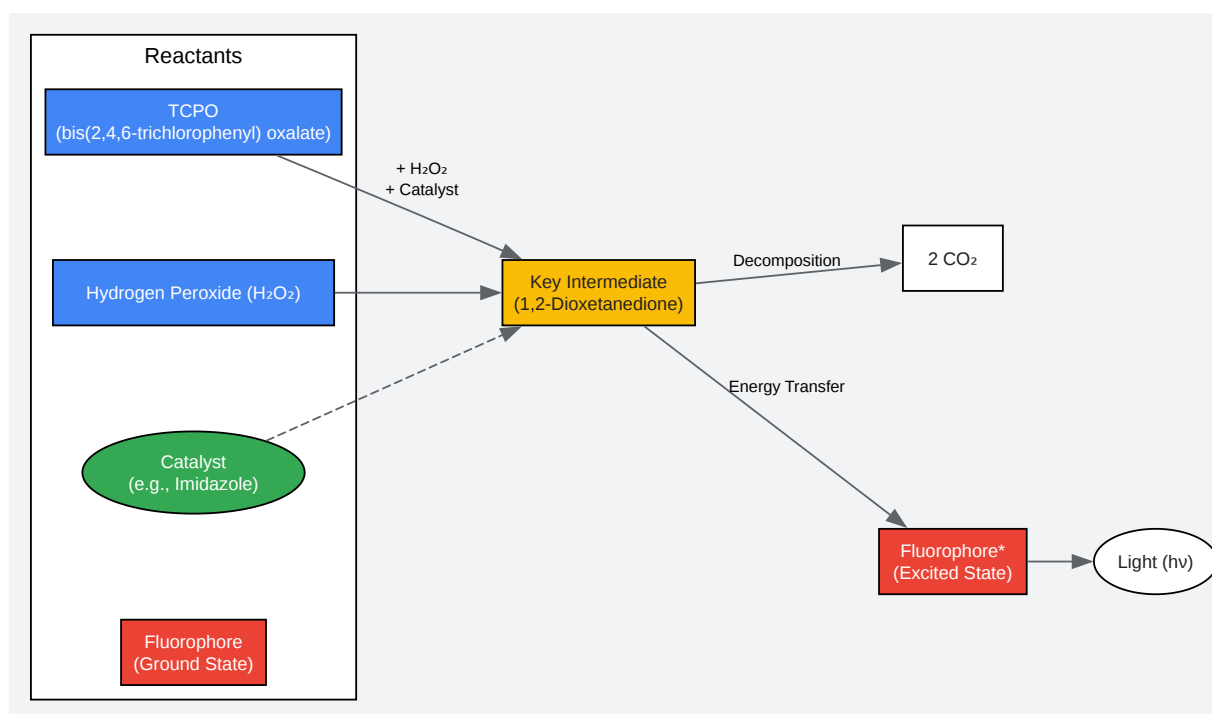 Reactants
TCPO
(bis(2,4,6-trichlorophenyl) oxalate)
+ H₂O₂
+ Catalyst
Hydrogen Peroxide (H₂O₂)
Key Intermediate
(1,2-Dioxetanedione)
Decomposition
2 CO₂
Energy Transfer
Catalyst
(e.g., Imidazole)
Fluorophore*
(Excited State)
Light (hν)
Fluorophore
(Ground State)